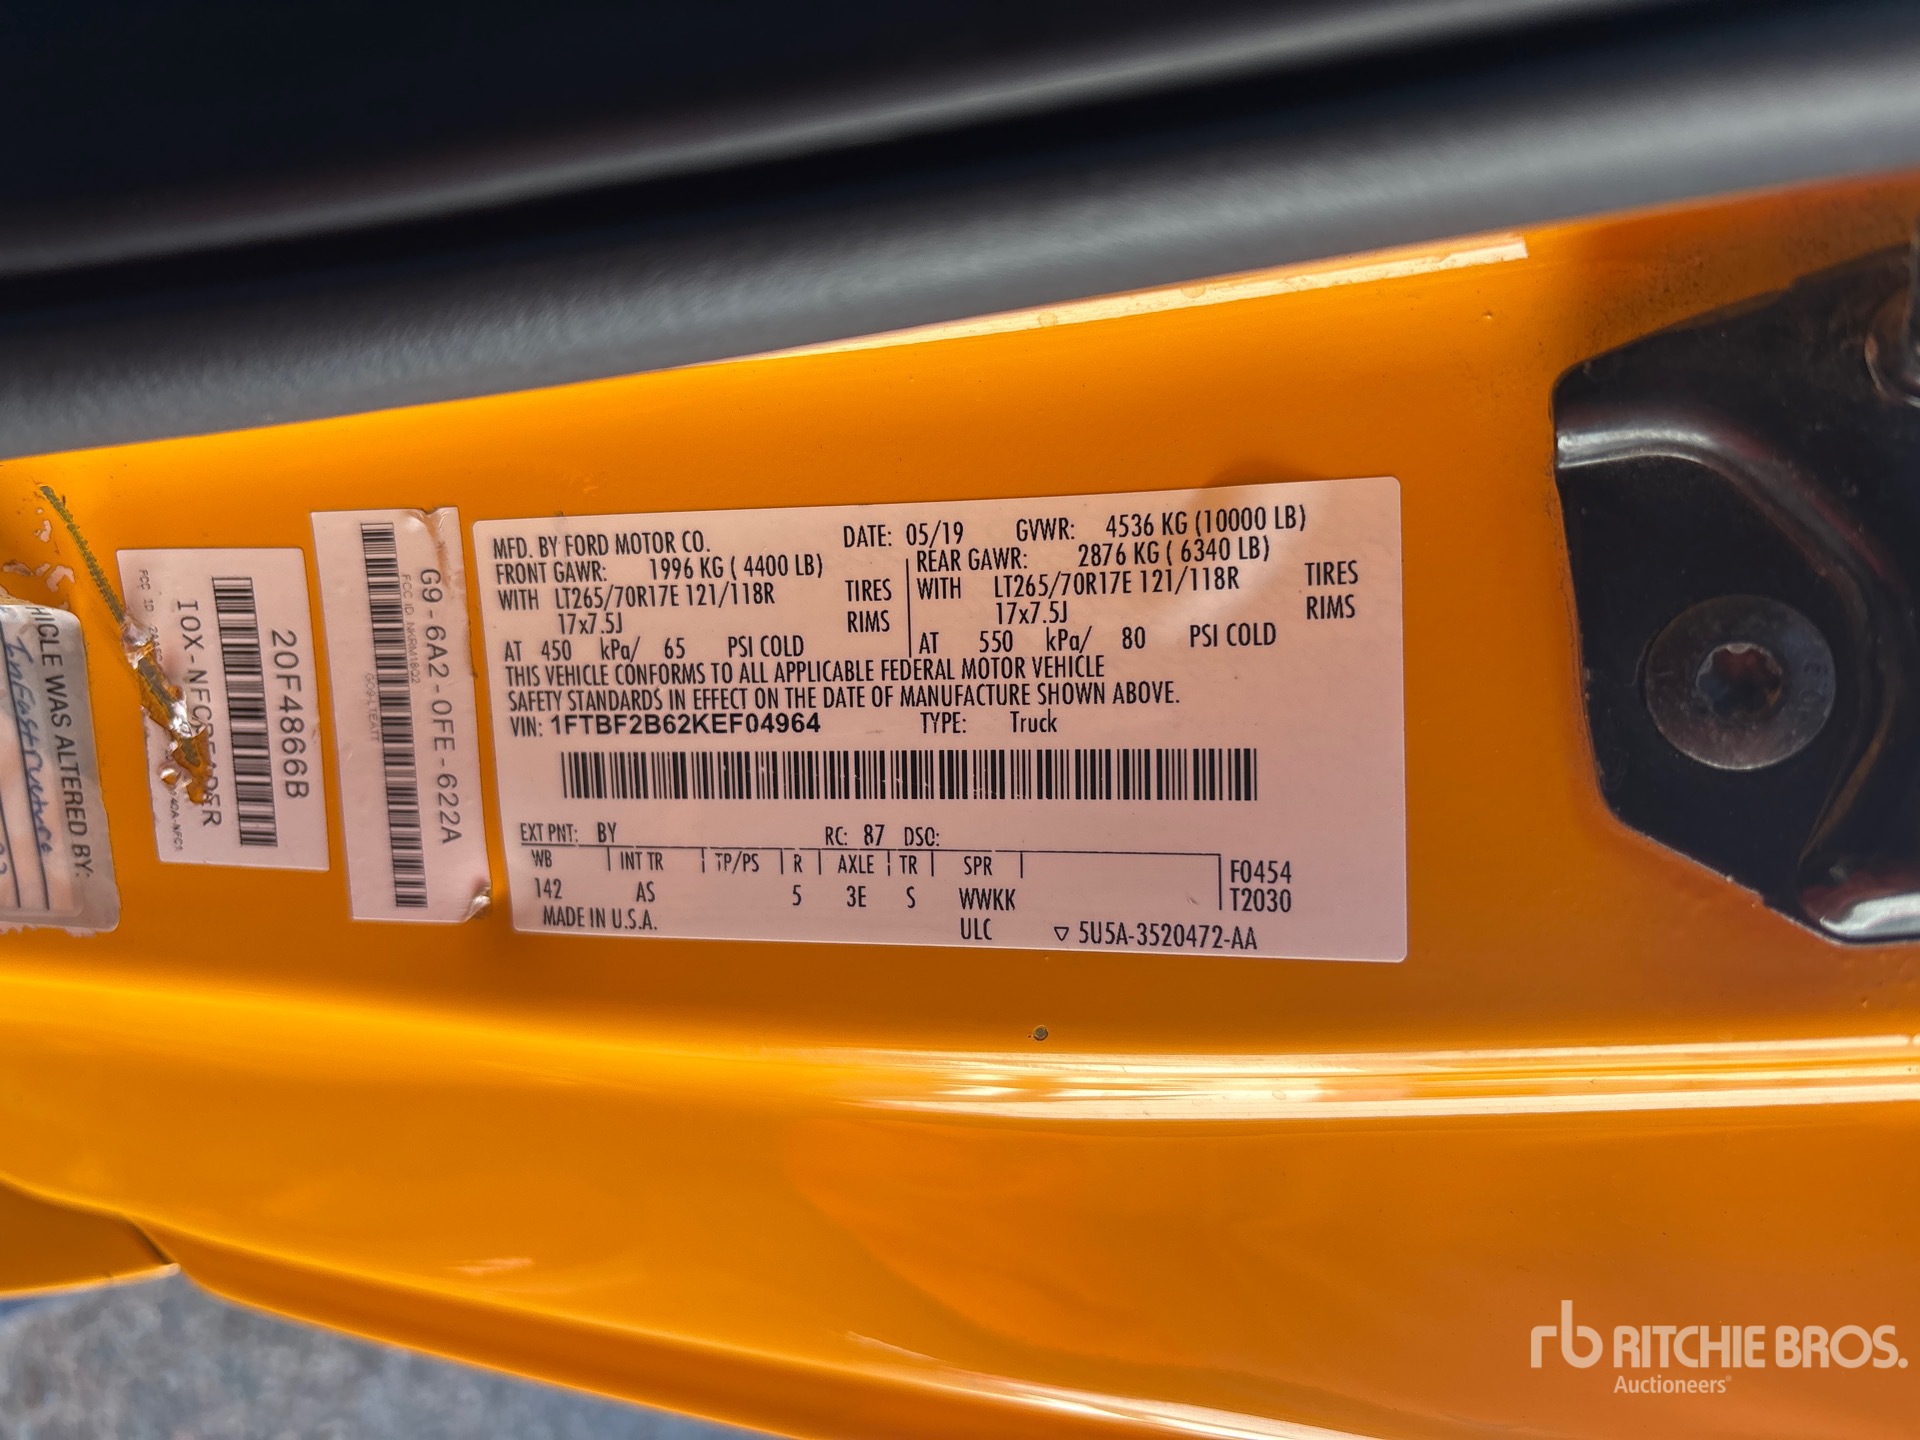 HICLE WAS ALTERED BY:
Infastructure
20F4866B
G9-6A2-0FE-622A
FCC ID NKRM18Q2
MFD. BY FORD MOTOR CO. DATE: 05/19 GVWR: 4536 KG (10000 LB)
FRONT GAWR: 1996 KG ( 4400 LB) REAR GAWR: 2876 KG ( 6340 LB)
WITH LT265/70R17E 121/118R TIRES WITH LT265/70R17E 121/118R TIRES
17x7.5J RIMS 17x7.5J RIMS
AT 450 kPa/ 65 PSI COLD AT 550 kPa/ 80 PSI COLD
THIS VEHICLE CONFORMS TO ALL APPLICABLE FEDERAL MOTOR VEHICLE
SAFETY STANDARDS IN EFFECT ON THE DATE OF MANUFACTURE SHOWN ABOVE.
VIN: 1FTBF2B62KEF04964 TYPE: Truck
EXT PNT: BY RC: 87 DSO:
WB INT TR TP/PS R AXLE TR SPR F0454
142 AS 5 3E S WWKK T2030
MADE IN U.S.A. ULC 5U5A-3520472-AA
rb RITCHIE BROS.
Auctioneers